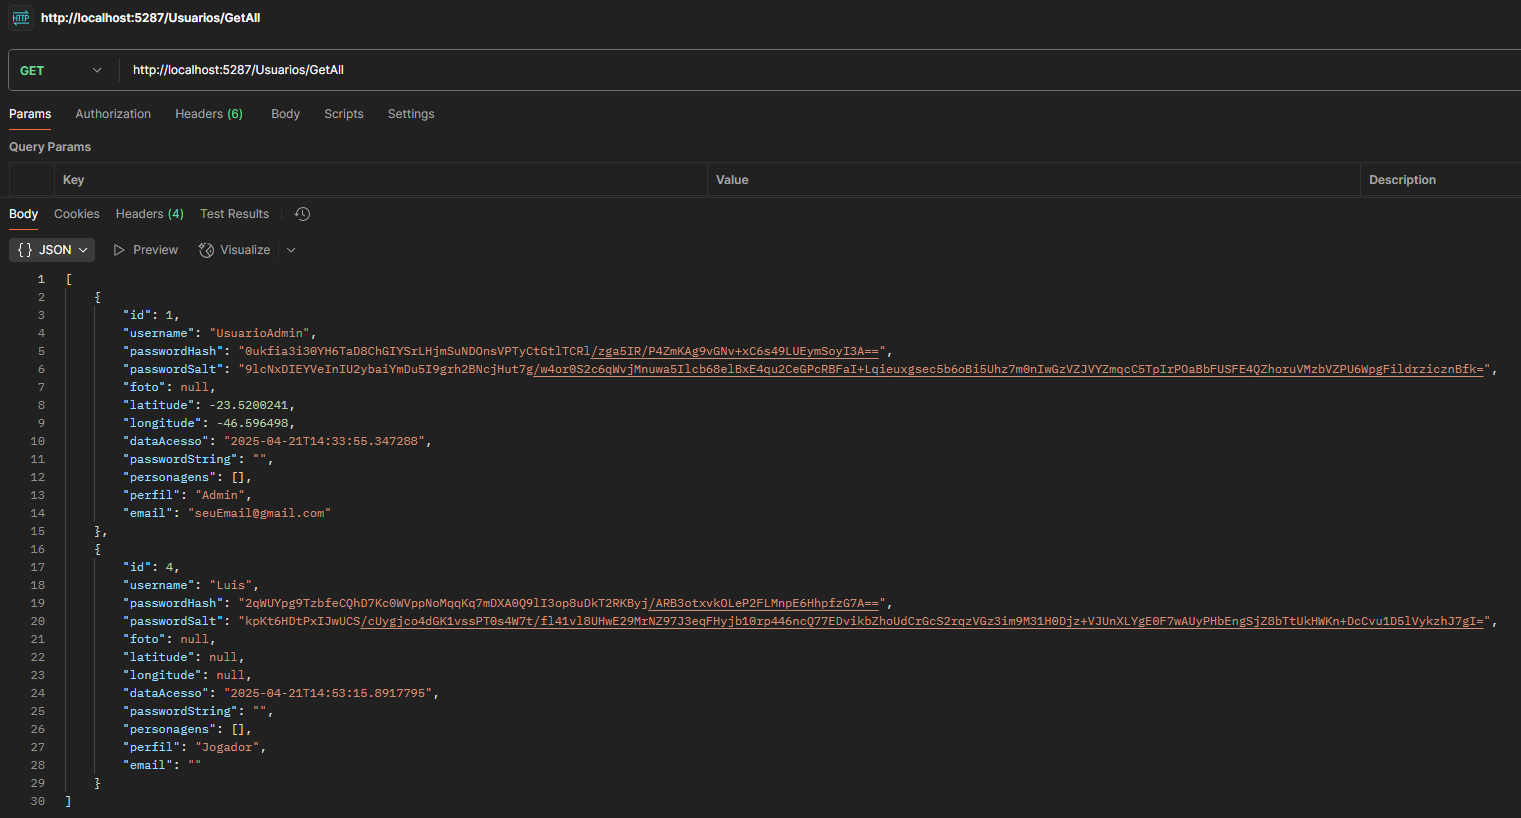 HTTP http://localhost:5287/Usuarios/GetAll
GET http://localhost:5287/Usuarios/GetAll
Params Authorization Headers (6) Body Scripts Settings
Query Params
Key Value Description
Body Cookies Headers (4) Test Results
{} JSON Preview Visualize
1 [
2 {
3 "id": 1,
4 "username": "UsuarioAdmin",
5 "passwordHash": "0ukfia3i30YH6TaD8ChGIYSrLHjmSuNDOnsVPTyCtGtlTCRl/zga5IR/P4ZmKAg9vGNv+xC6s49LUEymSoyI3A==",
6 "passwordSalt": "9lcNxDIEYVeInIU2ybaiYmDu5I9grh2BNcjHut7g/w4or0S2c6qWvjMnuwa5Ilcb68elBxE4qu2CeGPcRBFaI+Lqieuxgsec5b6oBi5Uhz7m0nIwGzVZJVYZmqcC5TpIrPOaBbFUSFE4QZhoruVMzbVZPU6WpgFildrzicznBfk=",
7 "foto": null,
8 "latitude": -23.5200241,
9 "longitude": -46.596498,
10 "dataAcesso": "2025-04-21T14:33:55.347288",
11 "passwordString": "",
12 "personagens": [],
13 "perfil": "Admin",
14 "email": "seuEmail@gmail.com"
15 },
16 {
17 "id": 4,
18 "username": "Luis",
19 "passwordHash": "2qWUYpg9TzbfeCQhD7Kc0WVppNoMqqKq7mDXA0Q9lI3op8uDkT2RKByj/ARB3otxvkOLeP2FLMnpE6HhpfzG7A==",
20 "passwordSalt": "kpKt6HDtPxIJwUCS/cUygjco4dGK1vssPT0s4W7t/fl41vl8UHwE29MrNZ97J3eqFHyjb10rp446ncQ77EDvikbZhoUdCrGcS2rqzVGz3im9M31H0Djz+VJUnXLYgE0F7wAUyPHbEngSjZ8bTtUkHWKn+DcCvu1D5lVykzhJ7gI=",
21 "foto": null,
22 "latitude": null,
23 "longitude": null,
24 "dataAcesso": "2025-04-21T14:53:15.8917795",
25 "passwordString": "",
26 "personagens": [],
27 "perfil": "Jogador",
28 "email": ""
29 }
30 ]